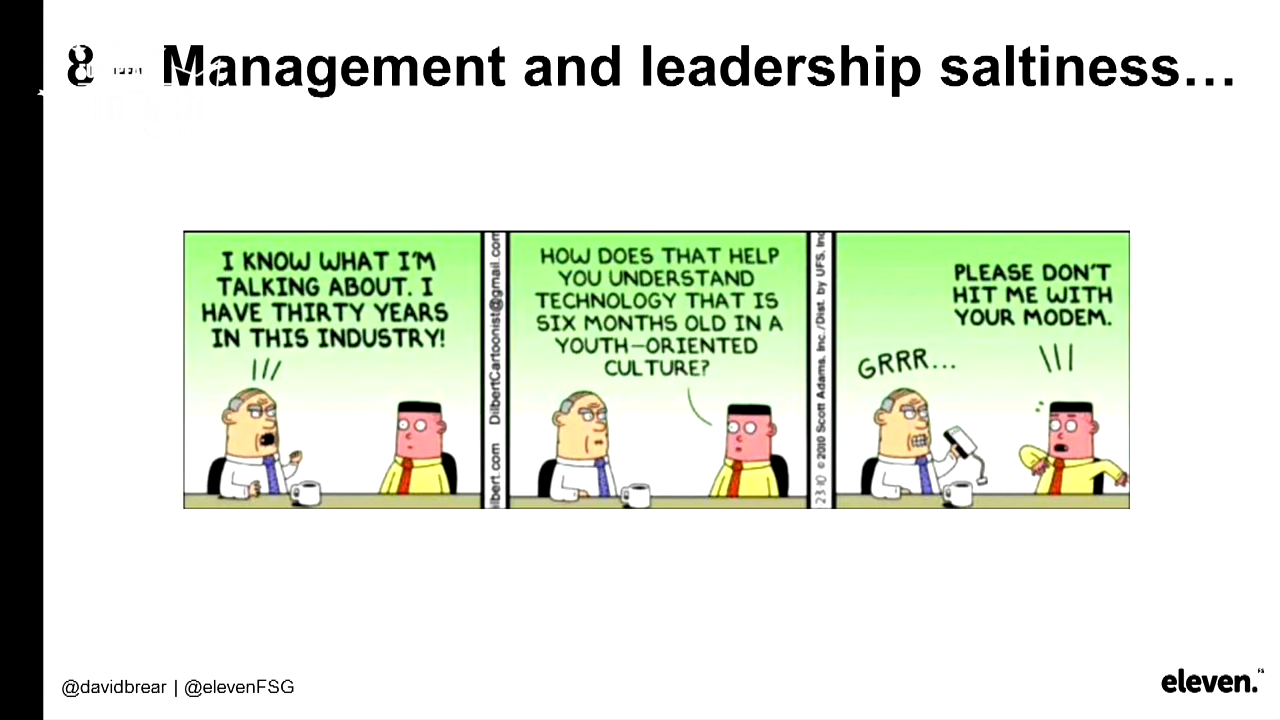 8 Management and leadership saltiness…
I KNOW WHAT I'M
TALKING ABOUT. I
HAVE THIRTY YEARS
IN THIS INDUSTRY!
DilbertCartoonist@gmail.com
ilbert.com
HOW DOES THAT HELP
YOU UNDERSTAND
TECHNOLOGY THAT IS
SIX MONTHS OLD IN A
YOUTH-ORIENTED
CULTURE?
©2010 Scott Adams, Inc./Dist. by UFS, Inc
PLEASE DON'T
HIT ME WITH
YOUR MODEM.
GRRR...
@davidbrear | @elevenFSG
eleven.FS